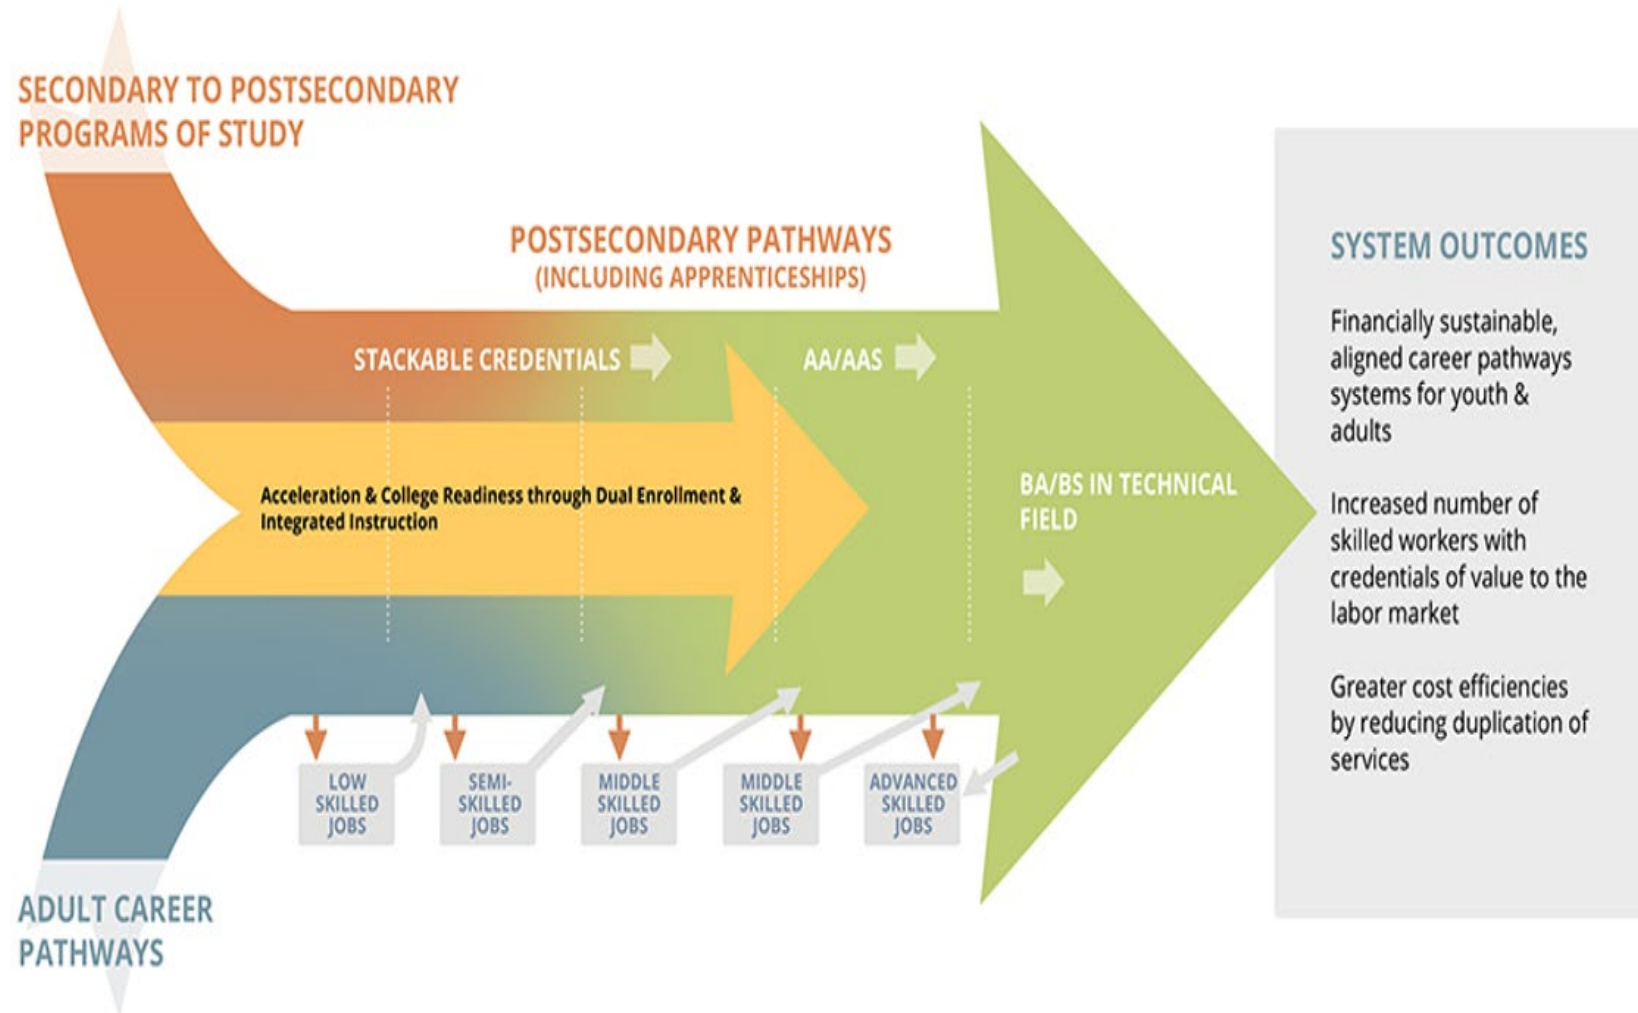 SECONDARY TO POSTSECONDARY
PROGRAMS OF STUDY
POSTSECONDARY PATHWAYS
(INCLUDING APPRENTICESHIPS)
STACKABLE CREDENTIALS
AA/AAS
Acceleration & College Readiness through Dual Enrollment &
Integrated Instruction
BA/BS IN TECHNICAL
FIELD
LOW
SKILLED
JOBS
SEMI-
SKILLED
JOBS
MIDDLE
SKILLED
JOBS
MIDDLE
SKILLED
JOBS
ADVANCED
SKILLED
JOBS
ADULT CAREER
PATHWAYS
SYSTEM OUTCOMES
Financially sustainable,
aligned career pathways
systems for youth &
adults
Increased number of
skilled workers with
credentials of value to the
labor market
Greater cost efficiencies
by reducing duplication of
services